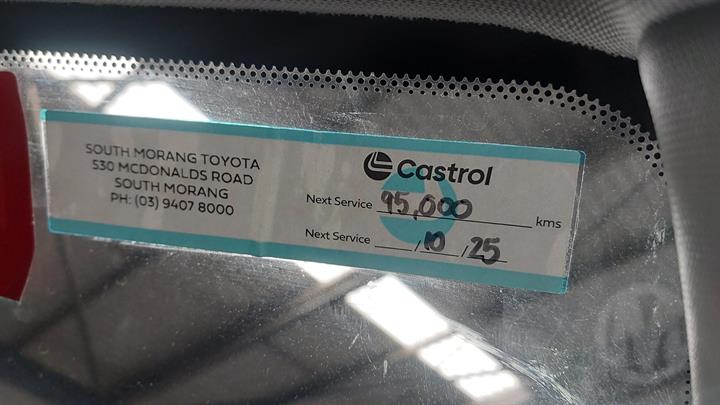 SOUTH MORANG TOYOTA
530 MCDONALDS ROAD
SOUTH MORANG
PH: (03) 9407 8000
Castrol
Next Service 95,000 kms
Next Service __/10/25